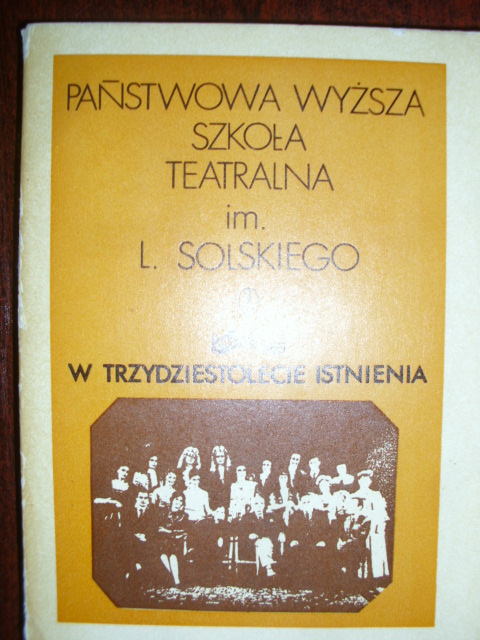 PAŃSTWOWA WYŻSZA
SZKOŁA
TEATRALNA
im.
L. SOLSKIEGO
W TRZYDZIESTOLECIE ISTNIENIA